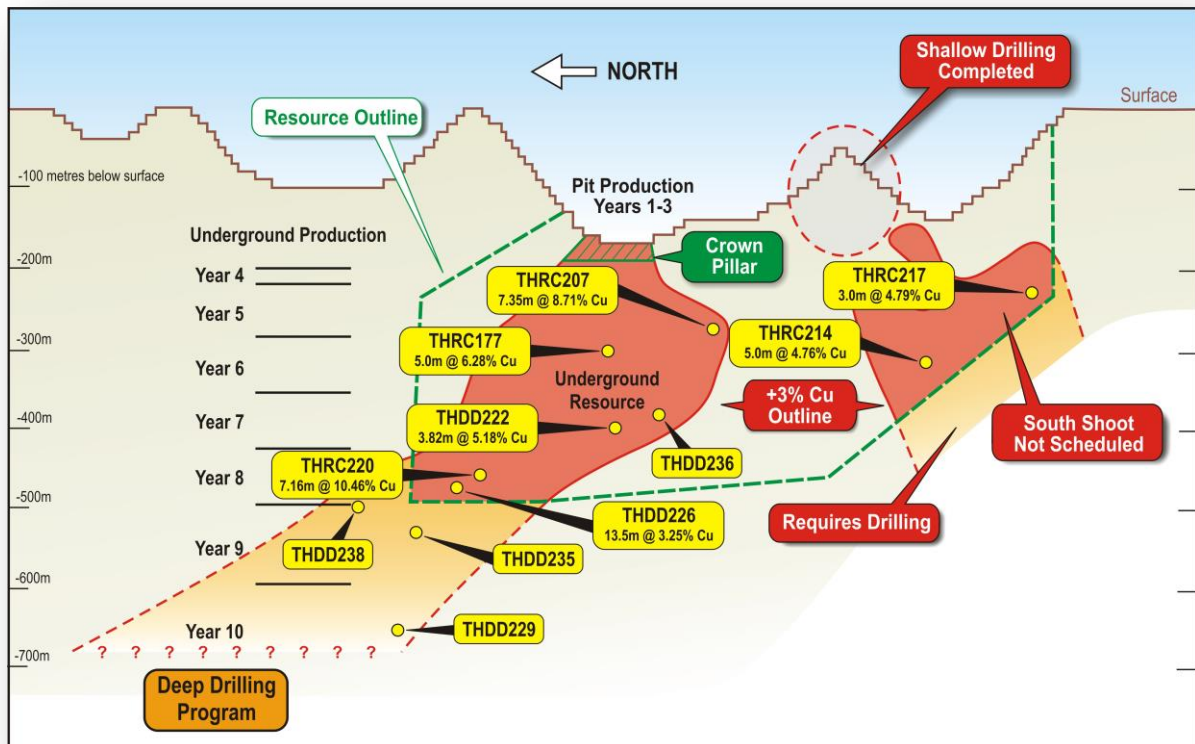 NORTH
Shallow Drilling
Completed
Surface
Resource Outline
-100 metres below surface
Pit Production
Years 1-3
Underground Production
Crown
Pillar
-200m
Year 4
THRC207
7.35m @ 8.71% Cu
THRC217
3.0m @ 4.79% Cu
Year 5
-300m
THRC177
5.0m @ 6.28% Cu
THRC214
5.0m @ 4.76% Cu
Year 6
Underground
Resource
+3% Cu
Outline
-400m
Year 7
THDD222
3.82m @ 5.18% Cu
South Shoot
Not Scheduled
THDD236
THRC220
7.16m @ 10.46% Cu
Year 8
-500m
THDD226
13.5m @ 3.25% Cu
Requires Drilling
Year 9
THDD238
THDD235
-600m
Year 10
THDD229
? ? ? ? ? ? ? ? ? ?
-700m
Deep Drilling
Program